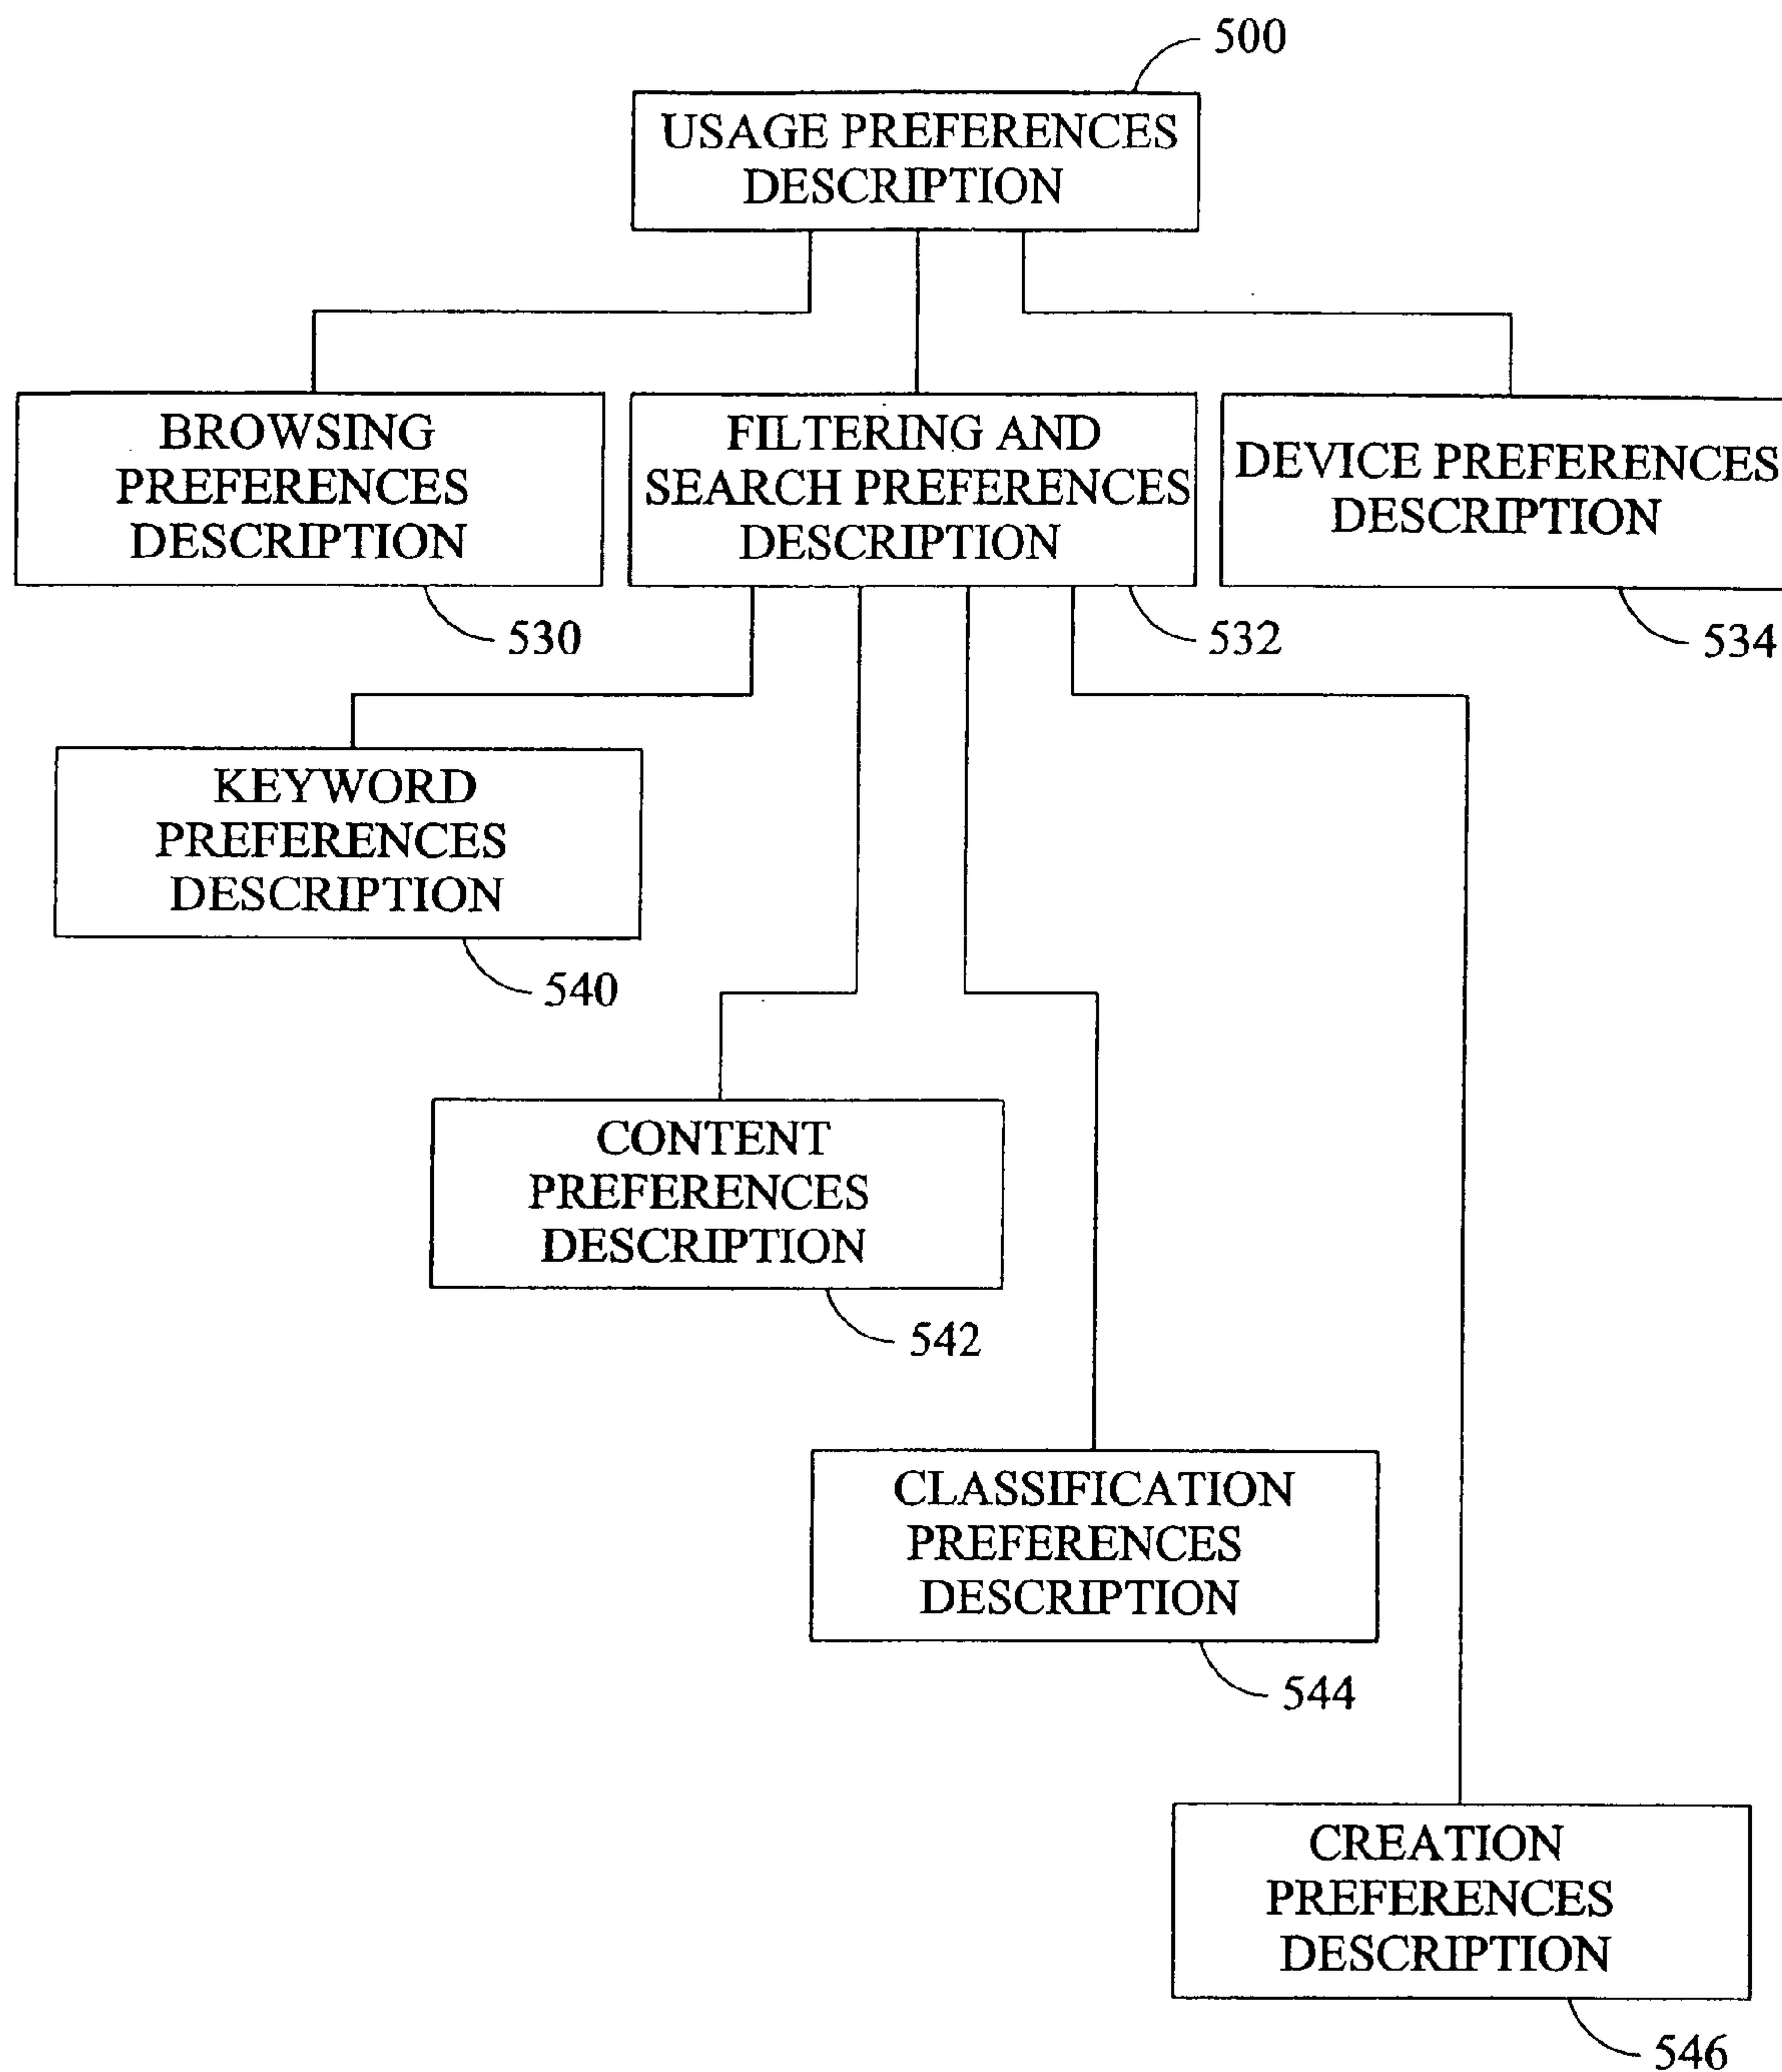 500
USAGE PREFERENCES
DESCRIPTION
BROWSING
PREFERENCES
DESCRIPTION
530
FILTERING AND
SEARCH PREFERENCES
DESCRIPTION
532
DEVICE PREFERENCES
DESCRIPTION
534
KEYWORD
PREFERENCES
DESCRIPTION
540
CONTENT
PREFERENCES
DESCRIPTION
542
CLASSIFICATION
PREFERENCES
DESCRIPTION
544
CREATION
PREFERENCES
DESCRIPTION
546